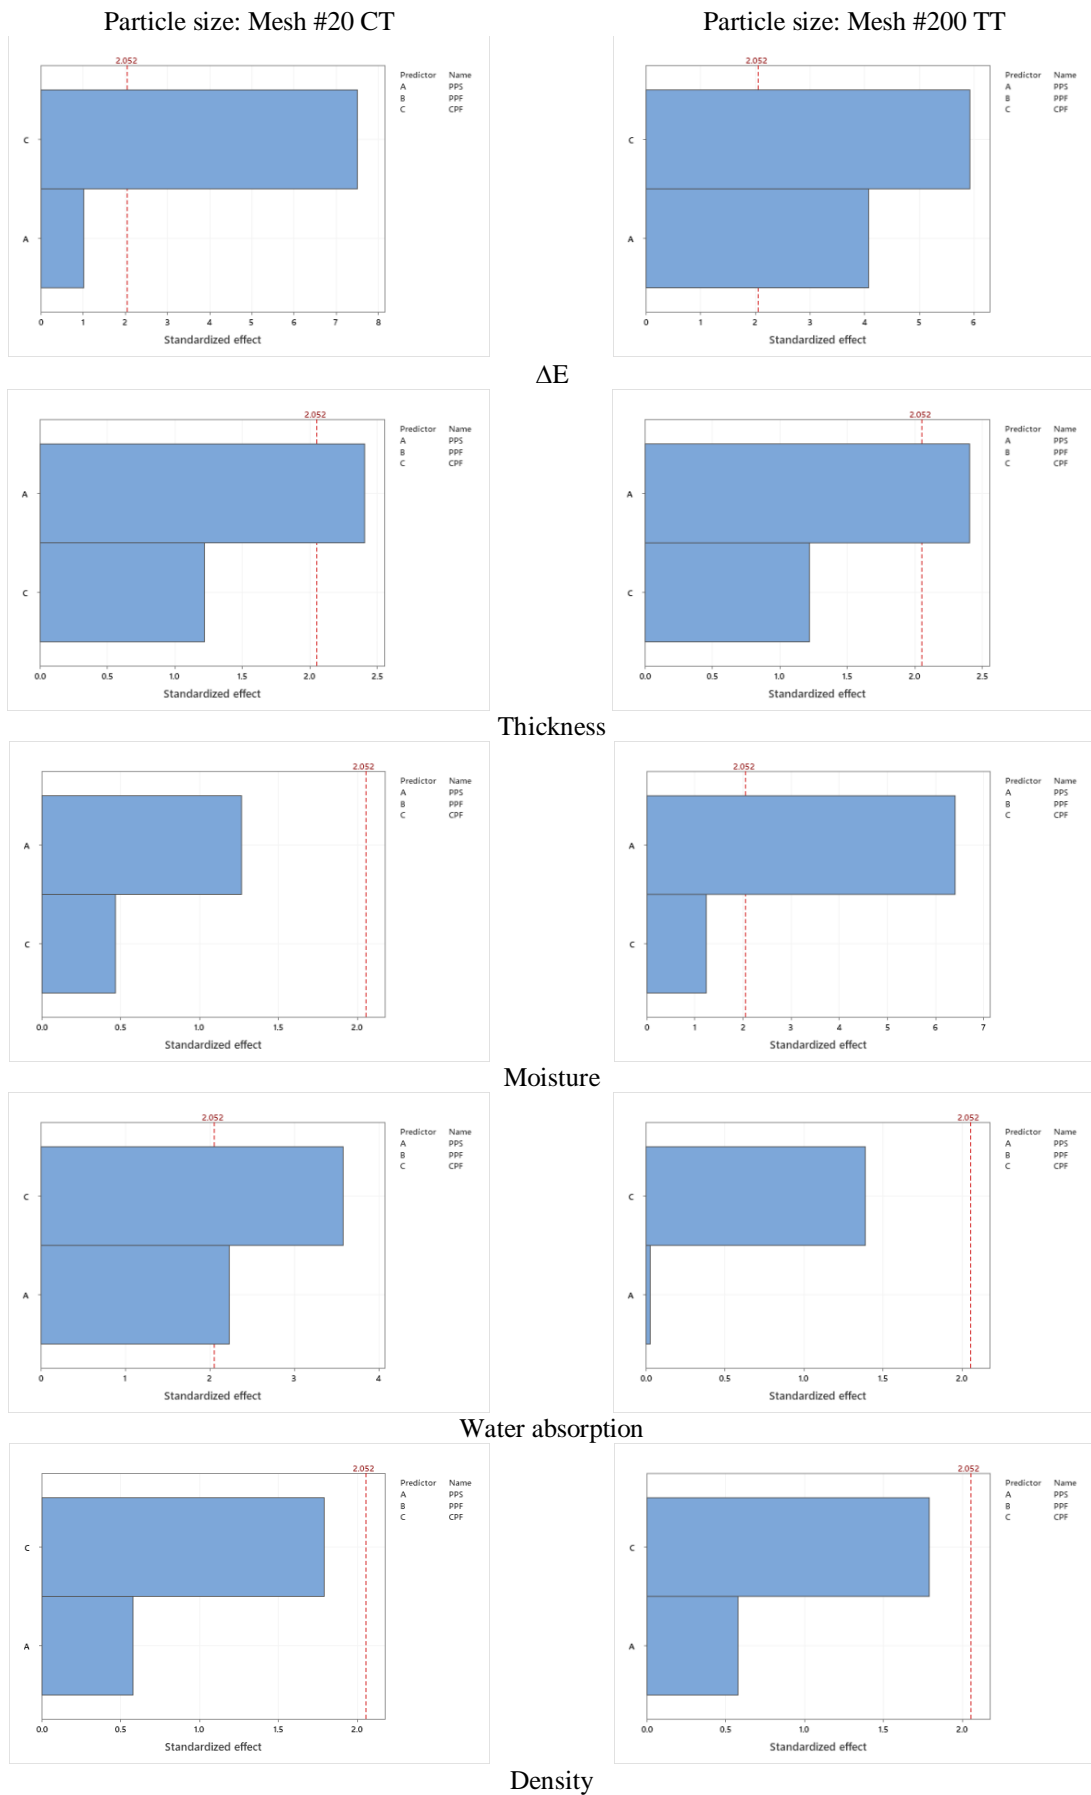 Particle size: Mesh #20 CT
Particle size: Mesh #200 TT
2.052
Predictor Name
A PPS
B PPF
C CPF
C
A
0 1 2 3 4 5 6 7 8
Standardized effect
2.052
Predictor Name
A PPS
B PPF
C CPF
C
A
0 1 2 3 4 5 6
Standardized effect
ΔE
2.052
Predictor Name
A PPS
B PPF
C CPF
A
C
0.0 0.5 1.0 1.5 2.0 2.5
Standardized effect
2.052
Predictor Name
A PPS
B PPF
C CPF
A
C
0.0 0.5 1.0 1.5 2.0 2.5
Standardized effect
Thickness
2.052
Predictor Name
A PPS
B PPF
C CPF
A
C
0.0 0.5 1.0 1.5 2.0
Standardized effect
2.052
Predictor Name
A PPS
B PPF
C CPF
A
C
0 1 2 3 4 5 6 7
Standardized effect
Moisture
2.052
Predictor Name
A PPS
B PPF
C CPF
C
A
0 1 2 3 4
Standardized effect
2.052
Predictor Name
A PPS
B PPF
C CPF
C
A
0.0 0.5 1.0 1.5 2.0
Standardized effect
Water absorption
2.052
Predictor Name
A PPS
B PPF
C CPF
C
A
0.0 0.5 1.0 1.5 2.0
Standardized effect
2.052
Predictor Name
A PPS
B PPF
C CPF
C
A
0.0 0.5 1.0 1.5 2.0
Standardized effect
Density